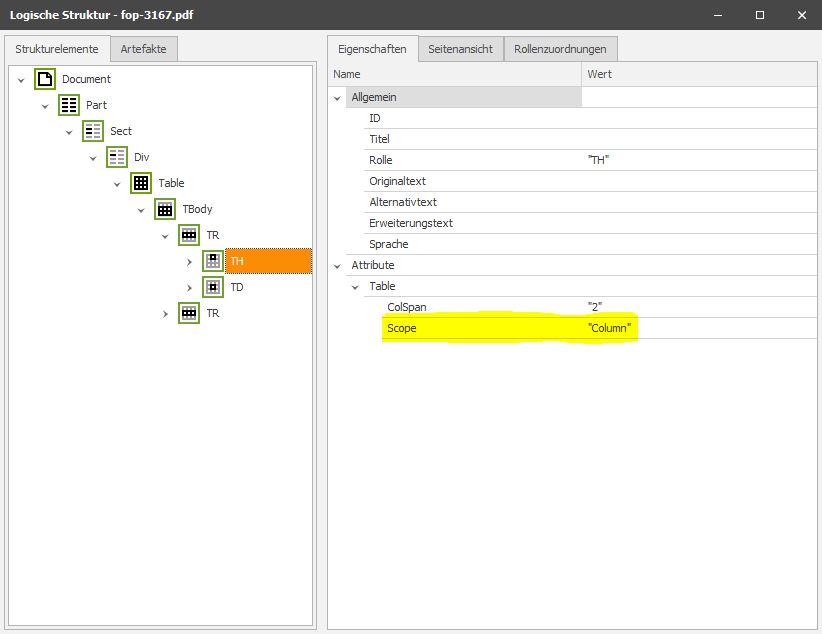 Logische Struktur - fop-3167.pdf
Strukturelemente
Artefakte
Document
Part
Sect
Div
Table
TBody
TR
TH
TD
TR
Eigenschaften
Seitenansicht
Rollenzuordnungen
Name Wert
Allgemein
ID
Titel
Rolle "TH"
Originaltext
Alternativtext
Erweiterungstext
Sprache
Attribute
Table
ColSpan "2"
Scope "Column"